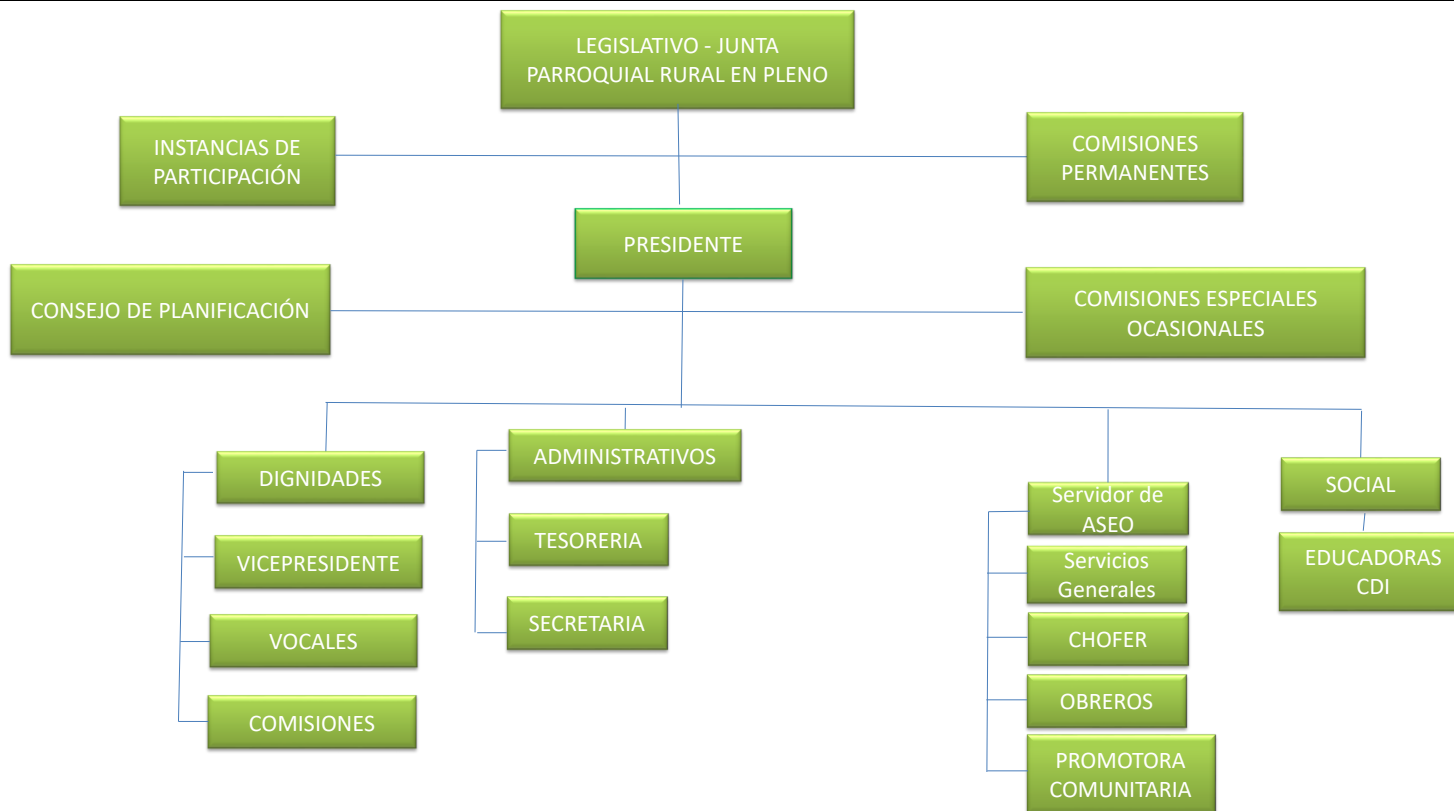 LEGISLATIVO - JUNTA
PARROQUIAL RURAL EN PLENO
INSTANCIAS DE
PARTICIPACIÓN
COMISIONES
PERMANENTES
PRESIDENTE
CONSEJO DE PLANIFICACIÓN
COMISIONES ESPECIALES
OCASIONALES
DIGNIDADES
VICEPRESIDENTE
VOCALES
COMISIONES
ADMINISTRATIVOS
TESORERIA
SECRETARIA
Servidor de
ASEO
Servicios
Generales
CHOFER
OBREROS
PROMOTORA
COMUNITARIA
SOCIAL
EDUCADORAS
CDI